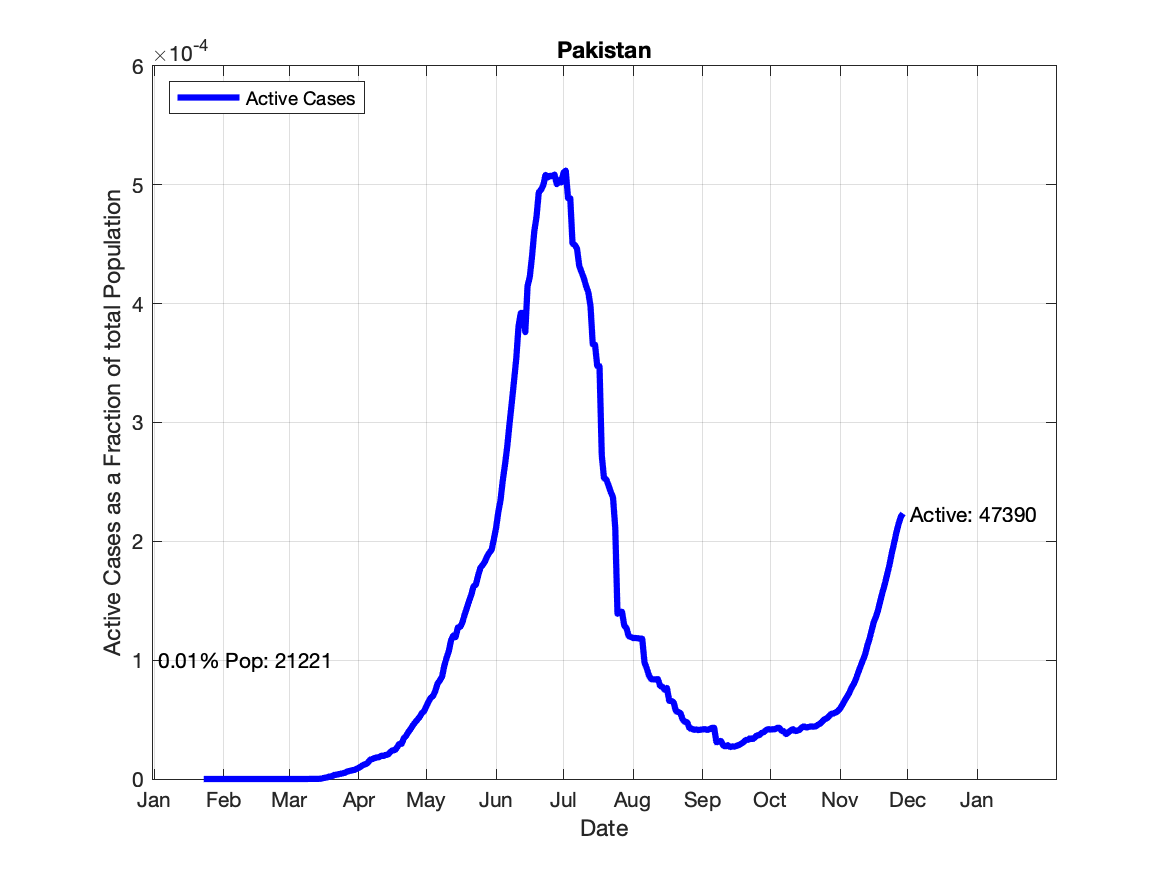 Pakistan
×10⁻⁴
Active Cases
6
5
4
3
2
1
0
Active Cases as a Fraction of total Population
0.01% Pop: 21221
Active: 47390
Jan Feb Mar Apr May Jun Jul Aug Sep Oct Nov Dec Jan
Date